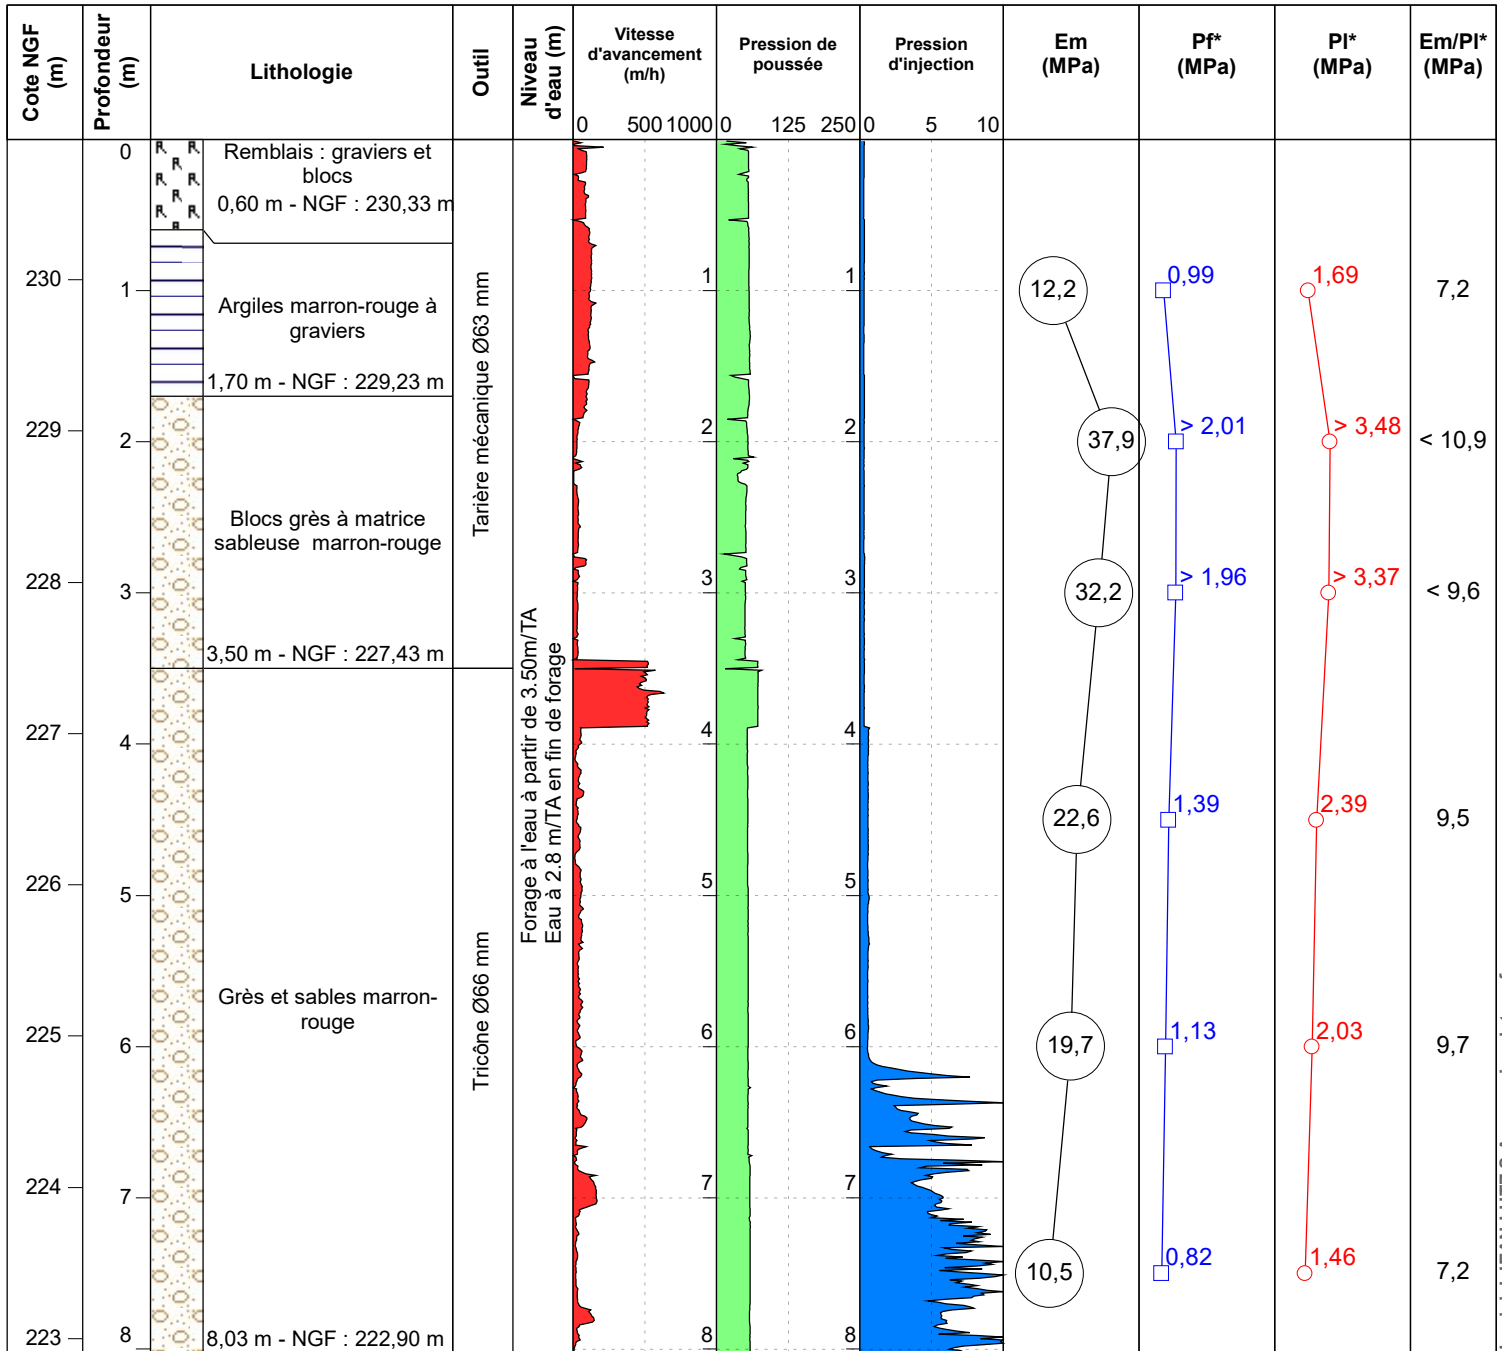 Cote NGF
(m)
Profondeur
(m)
Lithologie
Outil
Niveau
d'eau (m)
Vitesse
d'avancement
(m/h)
Pression de
poussée
Pression
d'injection
Em
(MPa)
Pf*
(MPa)
Pl*
(MPa)
Em/Pl*
(MPa)
0 500 1000
0 125 250
0 5 10
0
Remblais : graviers et
blocs
0,60 m - NGF : 230,33 m
230
1
1
1
12,2
0,99
1,69
7,2
Argiles marron-rouge à
graviers
1,70 m - NGF : 229,23 m
Tarière mécanique Ø63 mm
229
2
2
2
37,9
> 2,01
> 3,48
< 10,9
Blocs grès à matrice
sableuse marron-rouge
228
3
3
3
32,2
> 1,96
> 3,37
< 9,6
3,50 m - NGF : 227,43 m
Forage à l'eau à partir de 3.50m/TA
Eau à 2.8 m/TA en fin de forage
227
4
4
4
22,6
1,39
2,39
9,5
226
5
5
5
Grès et sables marron-
rouge
Tricône Ø66 mm
225
6
6
6
19,7
1,13
2,03
9,7
224
7
7
7
10,5
0,82
1,46
7,2
223
8
8
8
8,03 m - NGF : 222,90 m
R R R R R R R R R R R